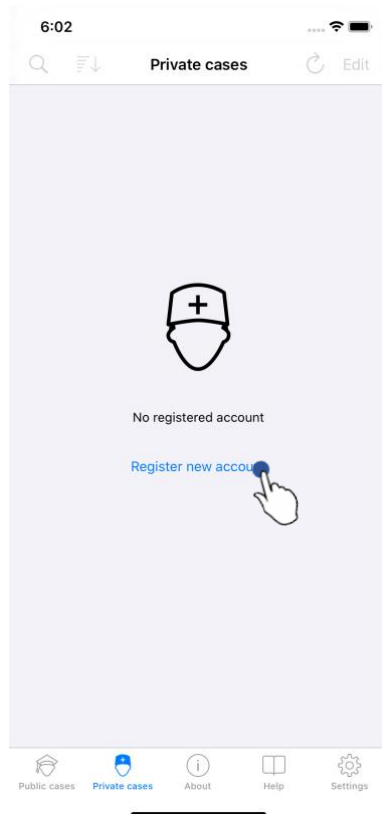 6:02
Private cases
Edit
No registered account
Register new accou
Public cases
Private cases
About
Help
Settings